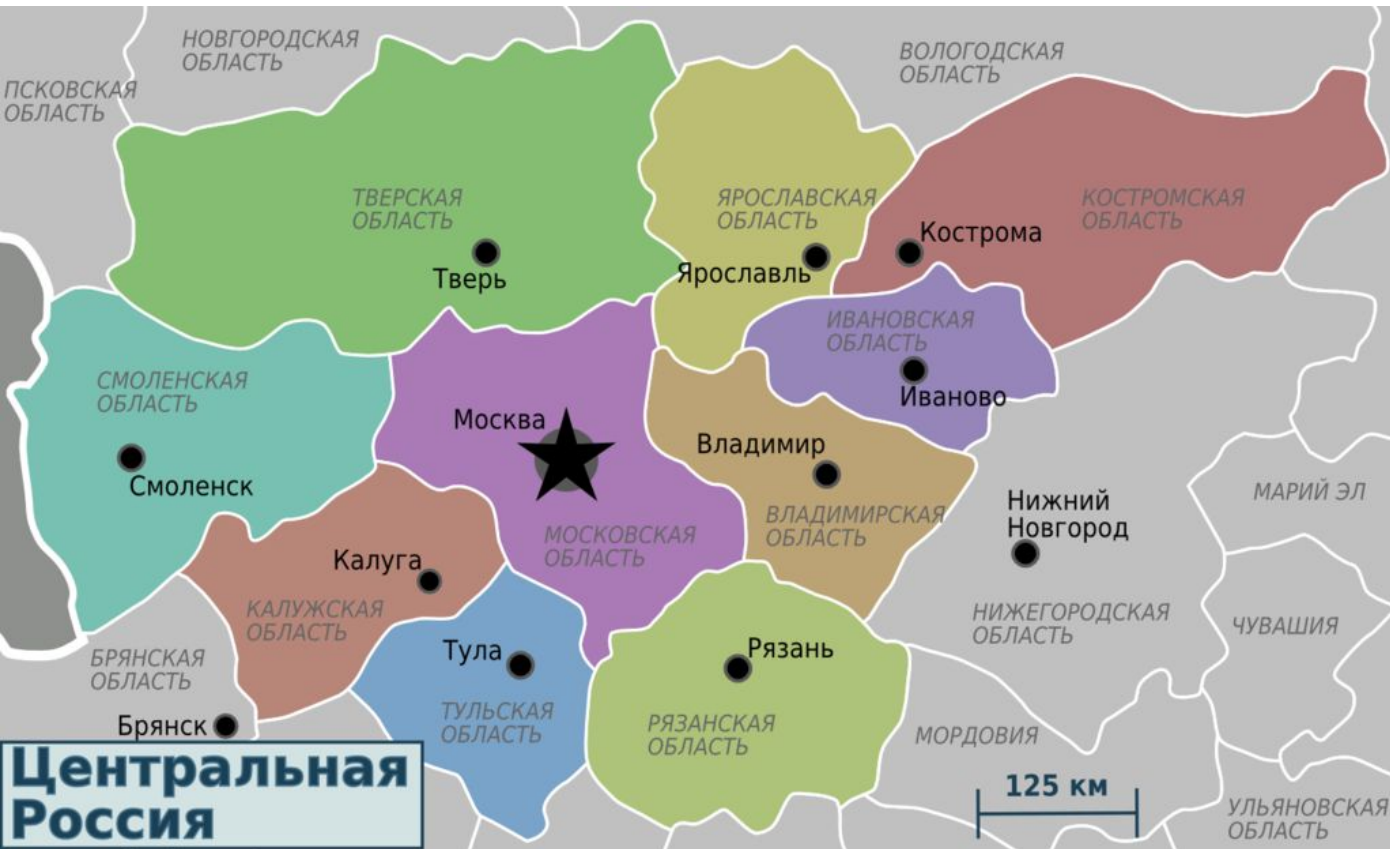 НОВГОРОДСКАЯ
ОБЛАСТЬ
ВОЛОГОДСКАЯ
ОБЛАСТЬ
ПСКОВСКАЯ
ОБЛАСТЬ
ТВЕРСКАЯ
ОБЛАСТЬ
ЯРОСЛАВСКАЯ
ОБЛАСТЬ
КОСТРОМСКАЯ
ОБЛАСТЬ
Кострома
Тверь
Ярославль
ИВАНОВСКАЯ
ОБЛАСТЬ
СМОЛЕНСКАЯ
ОБЛАСТЬ
Иваново
Москва
Владимир
Смоленск
МАРИЙ ЭЛ
Нижний
Новгород
ВЛАДИМИРСКАЯ
ОБЛАСТЬ
МОСКОВСКАЯ
ОБЛАСТЬ
Калуга
КАЛУЖСКАЯ
ОБЛАСТЬ
НИЖЕГОРОДСКАЯ
ОБЛАСТЬ
ЧУВАШИЯ
Тула
Рязань
БРЯНСКАЯ
ОБЛАСТЬ
ТУЛЬСКАЯ
ОБЛАСТЬ
РЯЗАНСКАЯ
ОБЛАСТЬ
Брянск
МОРДОВИЯ
Центральная
Россия
125 км
УЛЬЯНОВСКАЯ
ОБЛАСТЬ